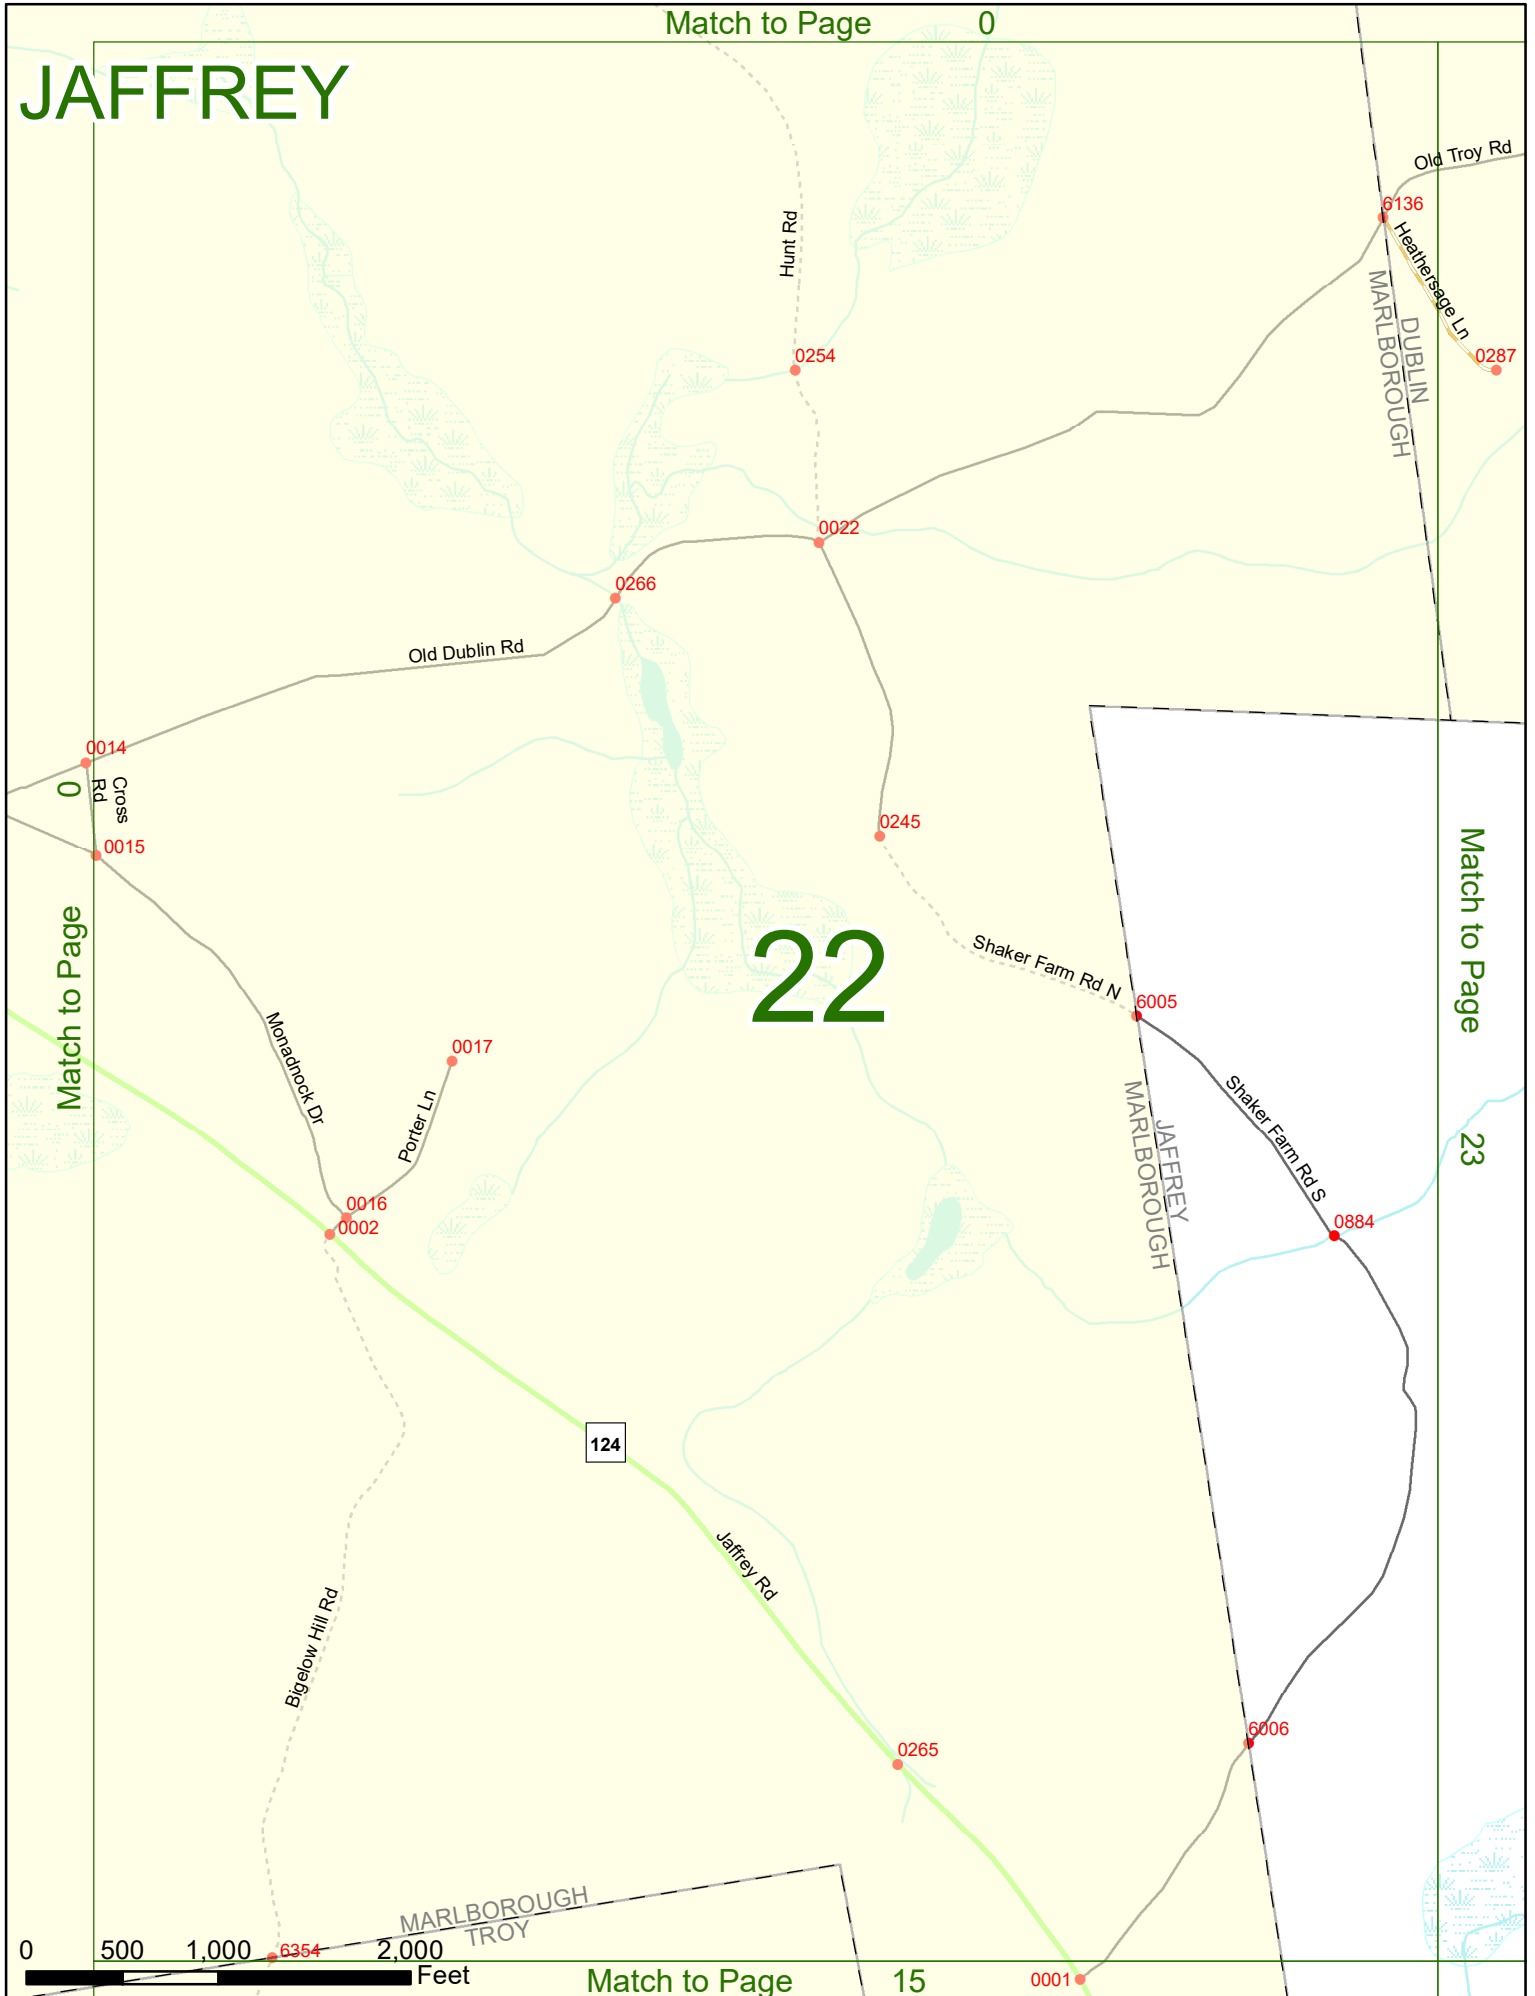 Match to Page 0
JAFFREY
Old Troy Rd
6136
Heathersage Ln
Hunt Rd
DUBLIN
MARLBOROUGH
0254
0287
0022
0266
Old Dublin Rd
0014
0
Cross
Rd
0245
0015
Match to Page 23
Match to Page
22
Shaker Farm Rd N
6005
Monadnock Dr
0017
Porter Ln
Shaker Farm Rd S
JAFFREY
MARLBOROUGH
0016
0002
0884
124
Jaffrey Rd
Bigelow Hill Rd
6006
0265
MARLBOROUGH
TROY
0 500 1,000 2,000
Feet
6354
Match to Page 15
0001